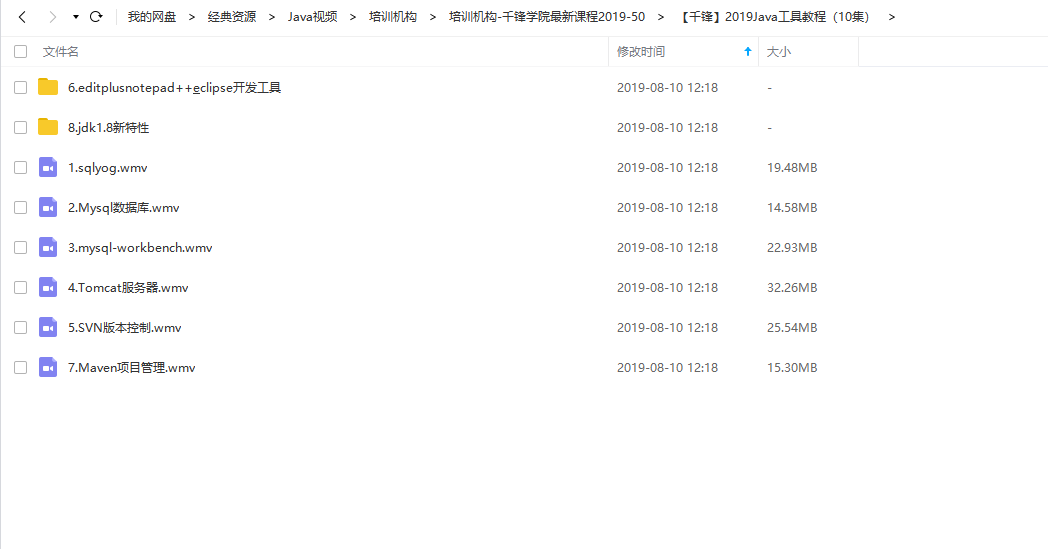 我的网盘 > 经典资源 > Java视频 > 培训机构 > 培训机构-千锋学院最新课程2019-50 > 【千锋】2019Java工具教程（10集） >
文件名 修改时间 大小
6.editplusnotepad++eclipse开发工具 2019-08-10 12:18 -
8.jdk1.8新特性 2019-08-10 12:18 -
1.sqlyog.wmv 2019-08-10 12:18 19.48MB
2.Mysql数据库.wmv 2019-08-10 12:18 14.58MB
3.mysql-workbench.wmv 2019-08-10 12:18 22.93MB
4.Tomcat服务器.wmv 2019-08-10 12:18 32.26MB
5.SVN版本控制.wmv 2019-08-10 12:18 25.54MB
7.Maven项目管理.wmv 2019-08-10 12:18 15.30MB